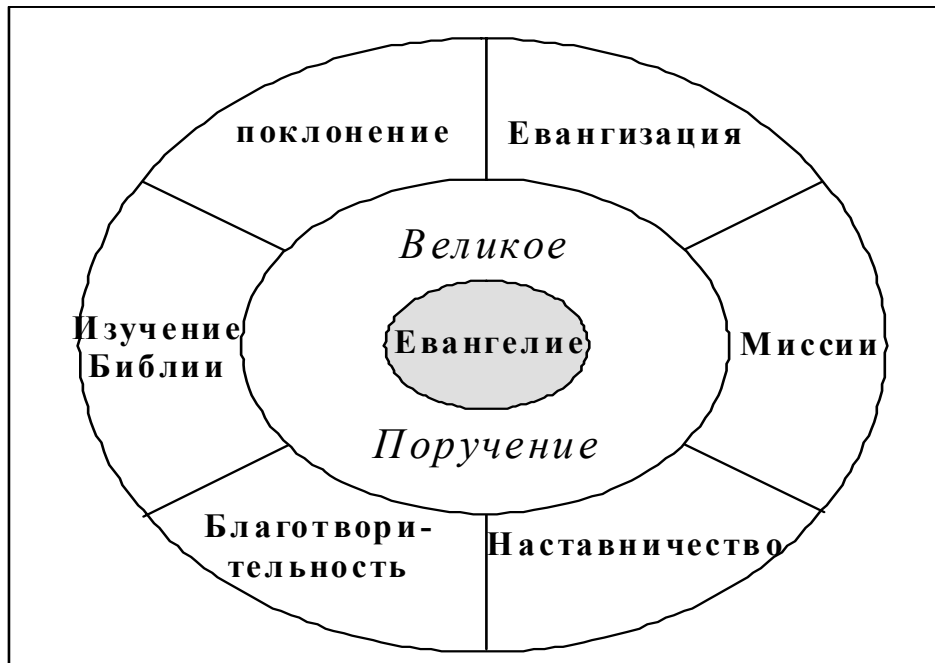 поклонение
Евангизация
Великое
Изучение
Библии
Евангелие
Миссии
Поручение
Благотвори-
тельность
Наставничество